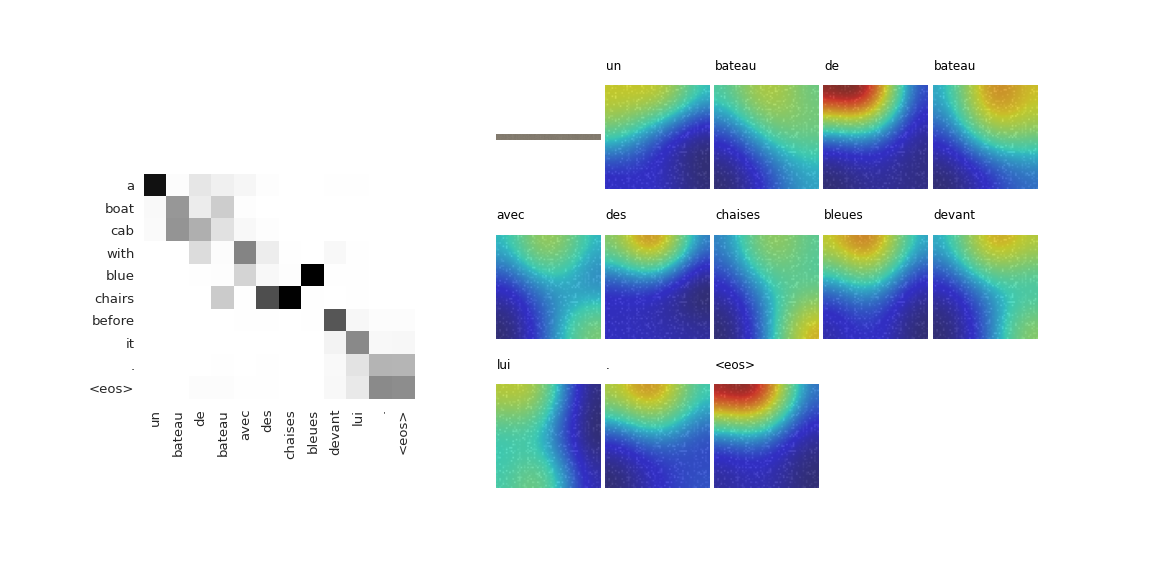 a
boat
cab
with
blue
chairs
before
it
.
<eos>
un
bateau
de
bateau
avec
des
chaises
bleues
devant
lui
.
<eos>
un bateau de bateau
avec des chaises bleues devant
lui . <eos>